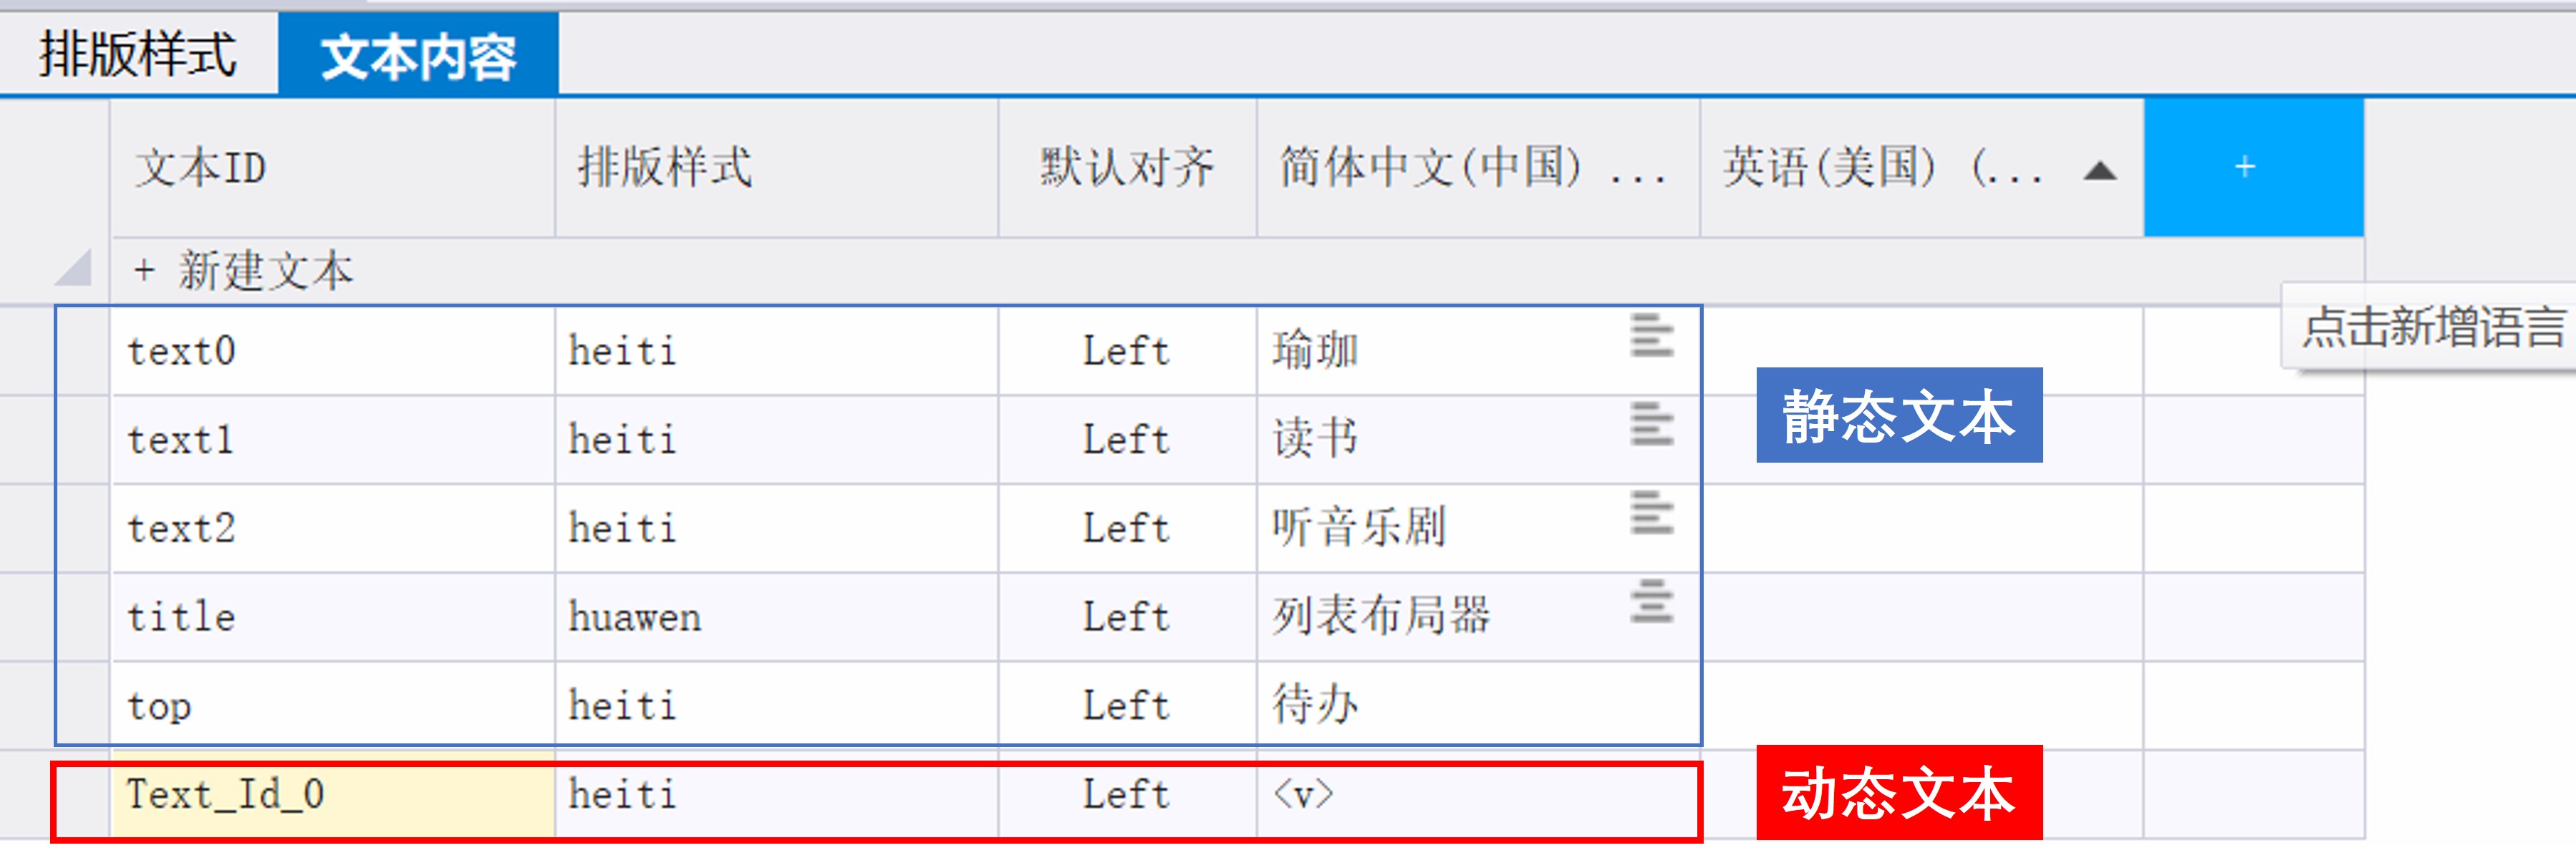 排版样式 文本内容
文本ID 排版样式 默认对齐 简体中文(中国) ... 英语(美国) (... ▲ +
+ 新建文本
点击新增语言
text0 heiti Left 瑜珈
text1 heiti Left 读书
静态文本
text2 heiti Left 听音乐剧
title huawen Left 列表布局器
top heiti Left 待办
Text_Id_0 heiti Left <v>
动态文本